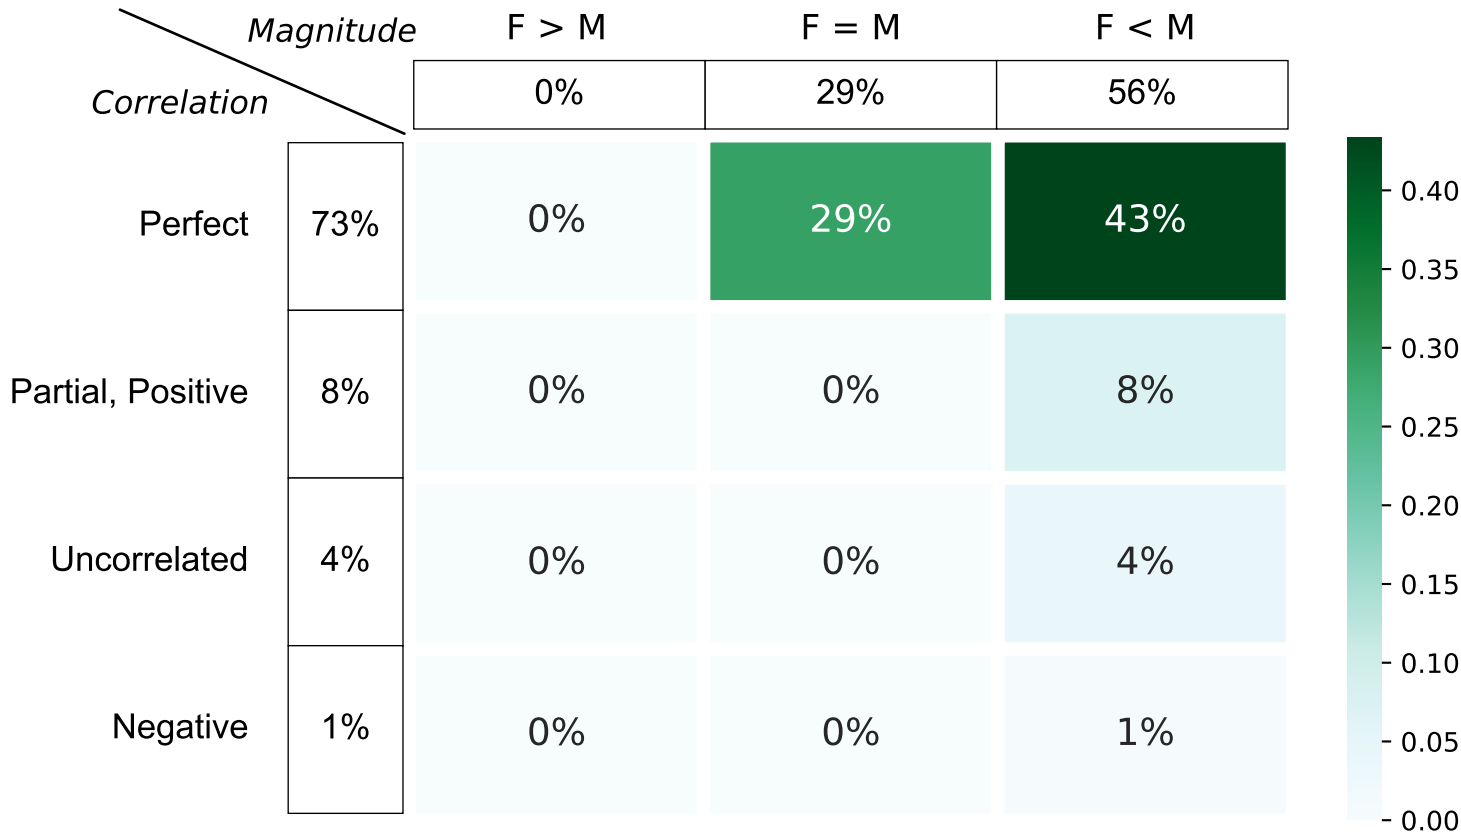 Magnitude F > M F = M F < M
Correlation 0% 29% 56%
Perfect 73% 0% 29% 43%
Partial, Positive 8% 0% 0% 8%
Uncorrelated 4% 0% 0% 4%
Negative 1% 0% 0% 1%
0.40
0.35
0.30
0.25
0.20
0.15
0.10
0.05
0.00